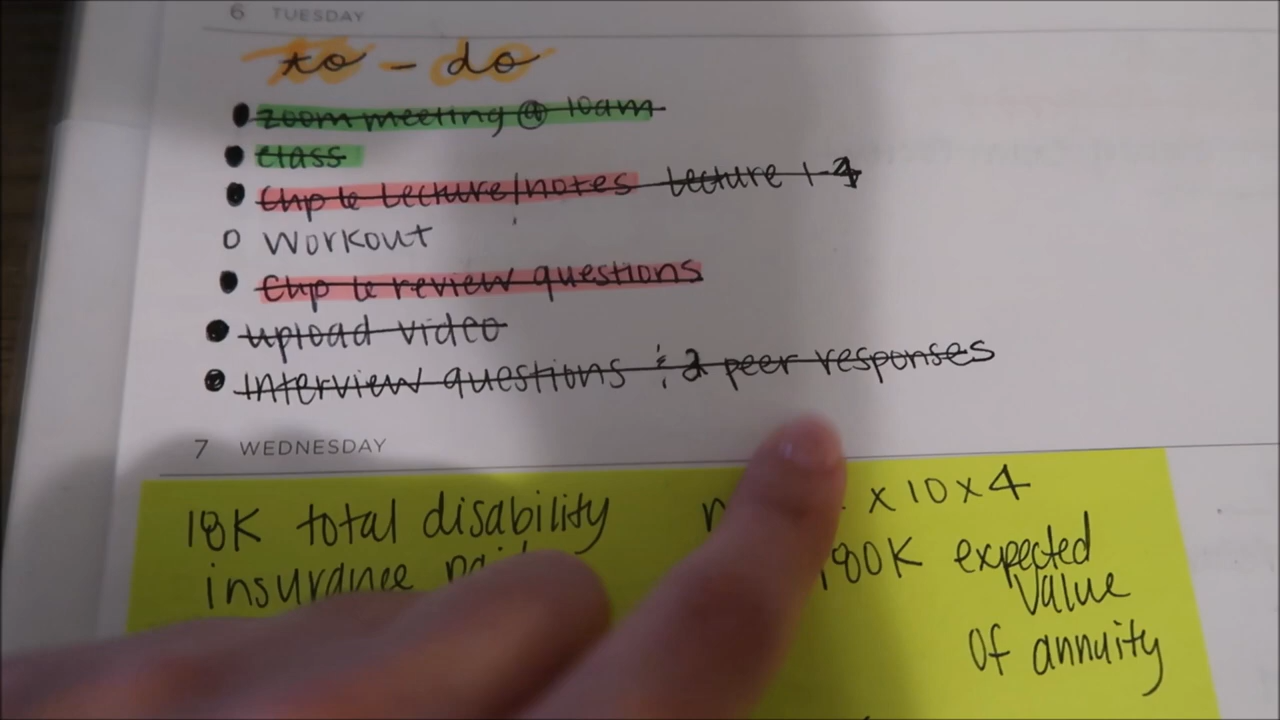 6 TUESDAY
to - do
zoom meeting @ 10am
class
Chp 6 Lecture/notes Lecture 1-4
Workout
Chp 6 review questions
upload video
Interview questions & 2 peer responses
7 WEDNESDAY
18K total disability
insurance
x 10 x 4
180K expected
Value
of annuity